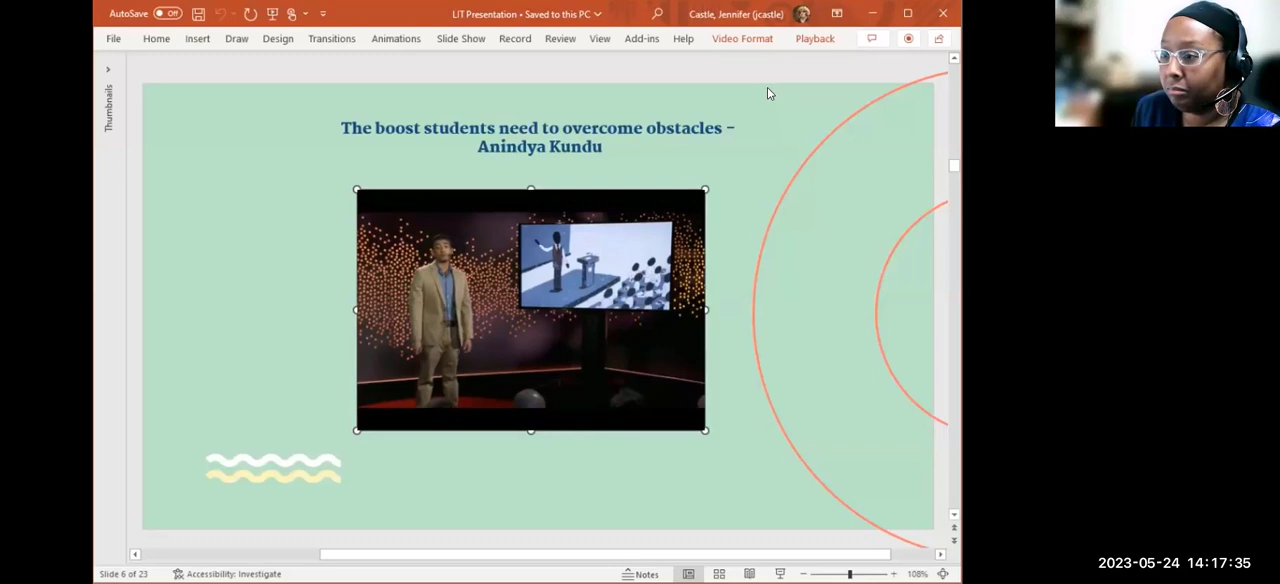 AutoSave Off LIT Presentation • Saved to this PC Castle, Jennifer (jcastle)
File Home Insert Draw Design Transitions Animations Slide Show Record Review View Add-ins Help Video Format Playback
Thumbnails
The boost students need to overcome obstacles –
Anindya Kundu
Slide 6 of 23 Accessibility: Investigate Notes 108%
2023-05-24 14:17:35